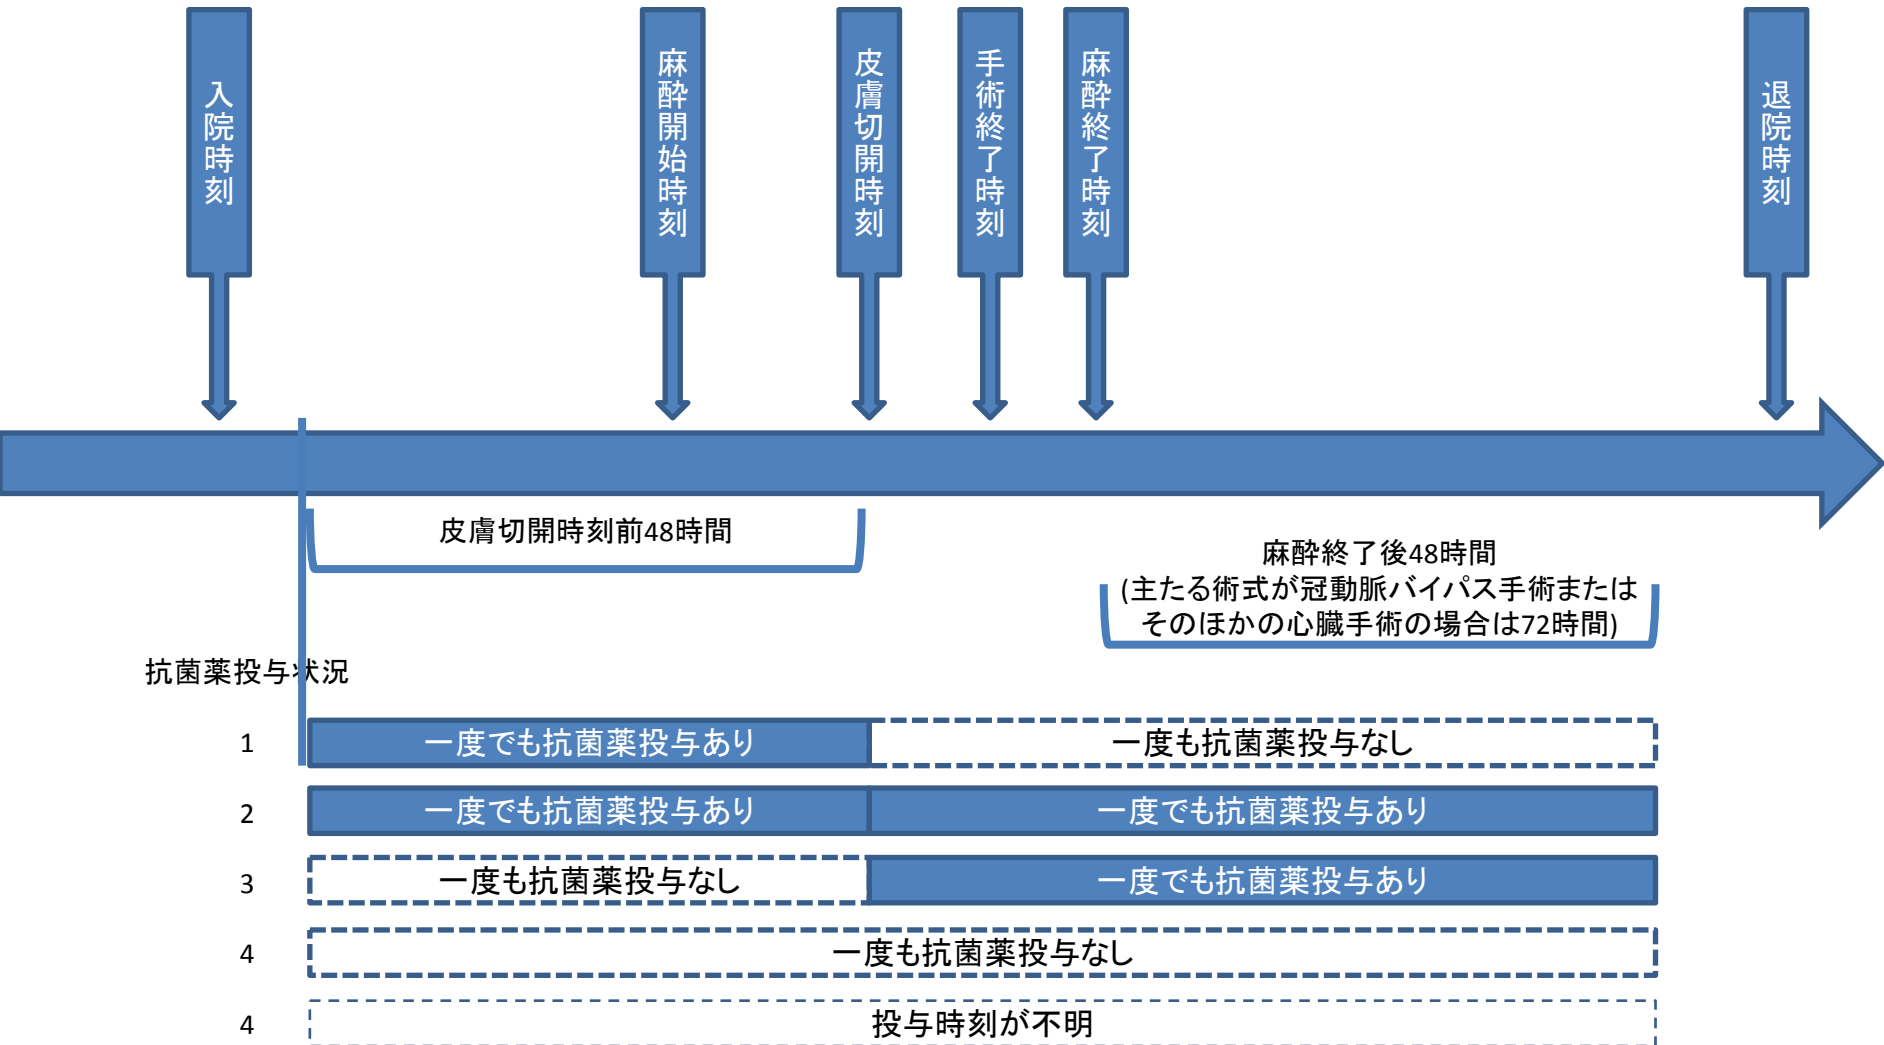 入院時刻
麻酔開始時刻
皮膚切開時刻
手術終了時刻
麻酔終了時刻
退院時刻
皮膚切開時刻前48時間
麻酔終了後48時間
(主たる術式が冠動脈バイパス手術または
そのほかの心臓手術の場合は72時間)
抗菌薬投与状況
1 一度でも抗菌薬投与あり 一度も抗菌薬投与なし
2 一度でも抗菌薬投与あり 一度でも抗菌薬投与あり
3 一度も抗菌薬投与なし 一度でも抗菌薬投与あり
4 一度も抗菌薬投与なし
4 投与時刻が不明